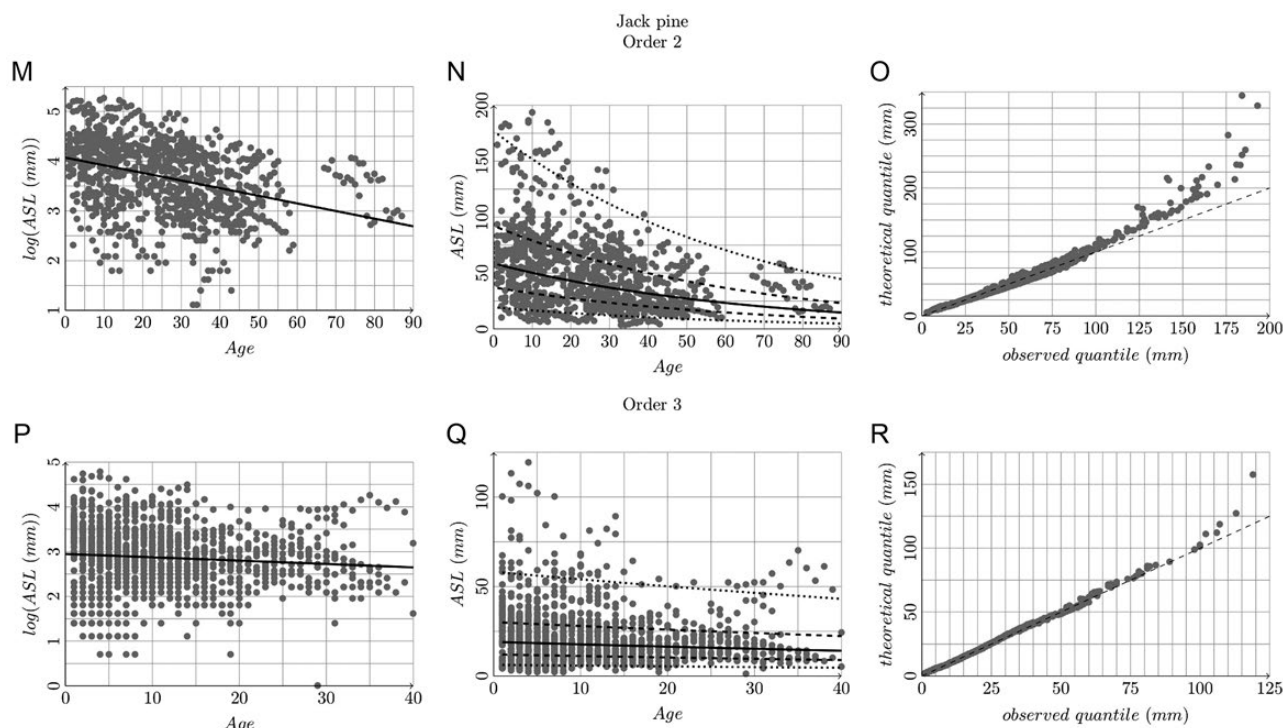 Jack pine
Order 2
M
log(ASL (mm))
5
4
3
2
1
0 10 20 30 40 50 60 70 80 90
Age
N
ASL (mm)
200
150
100
50
0
0 10 20 30 40 50 60 70 80 90
Age
O
theoretical quantile (mm)
300
200
100
0
0 25 50 75 100 125 150 175 200
observed quantile (mm)
Order 3
P
log(ASL (mm))
5
4
3
2
1
0
0 10 20 30 40
Age
Q
ASL (mm)
100
50
0
0 10 20 30 40
Age
R
theoretical quantile (mm)
150
100
50
0
0 25 50 75 100 125
observed quantile (mm)